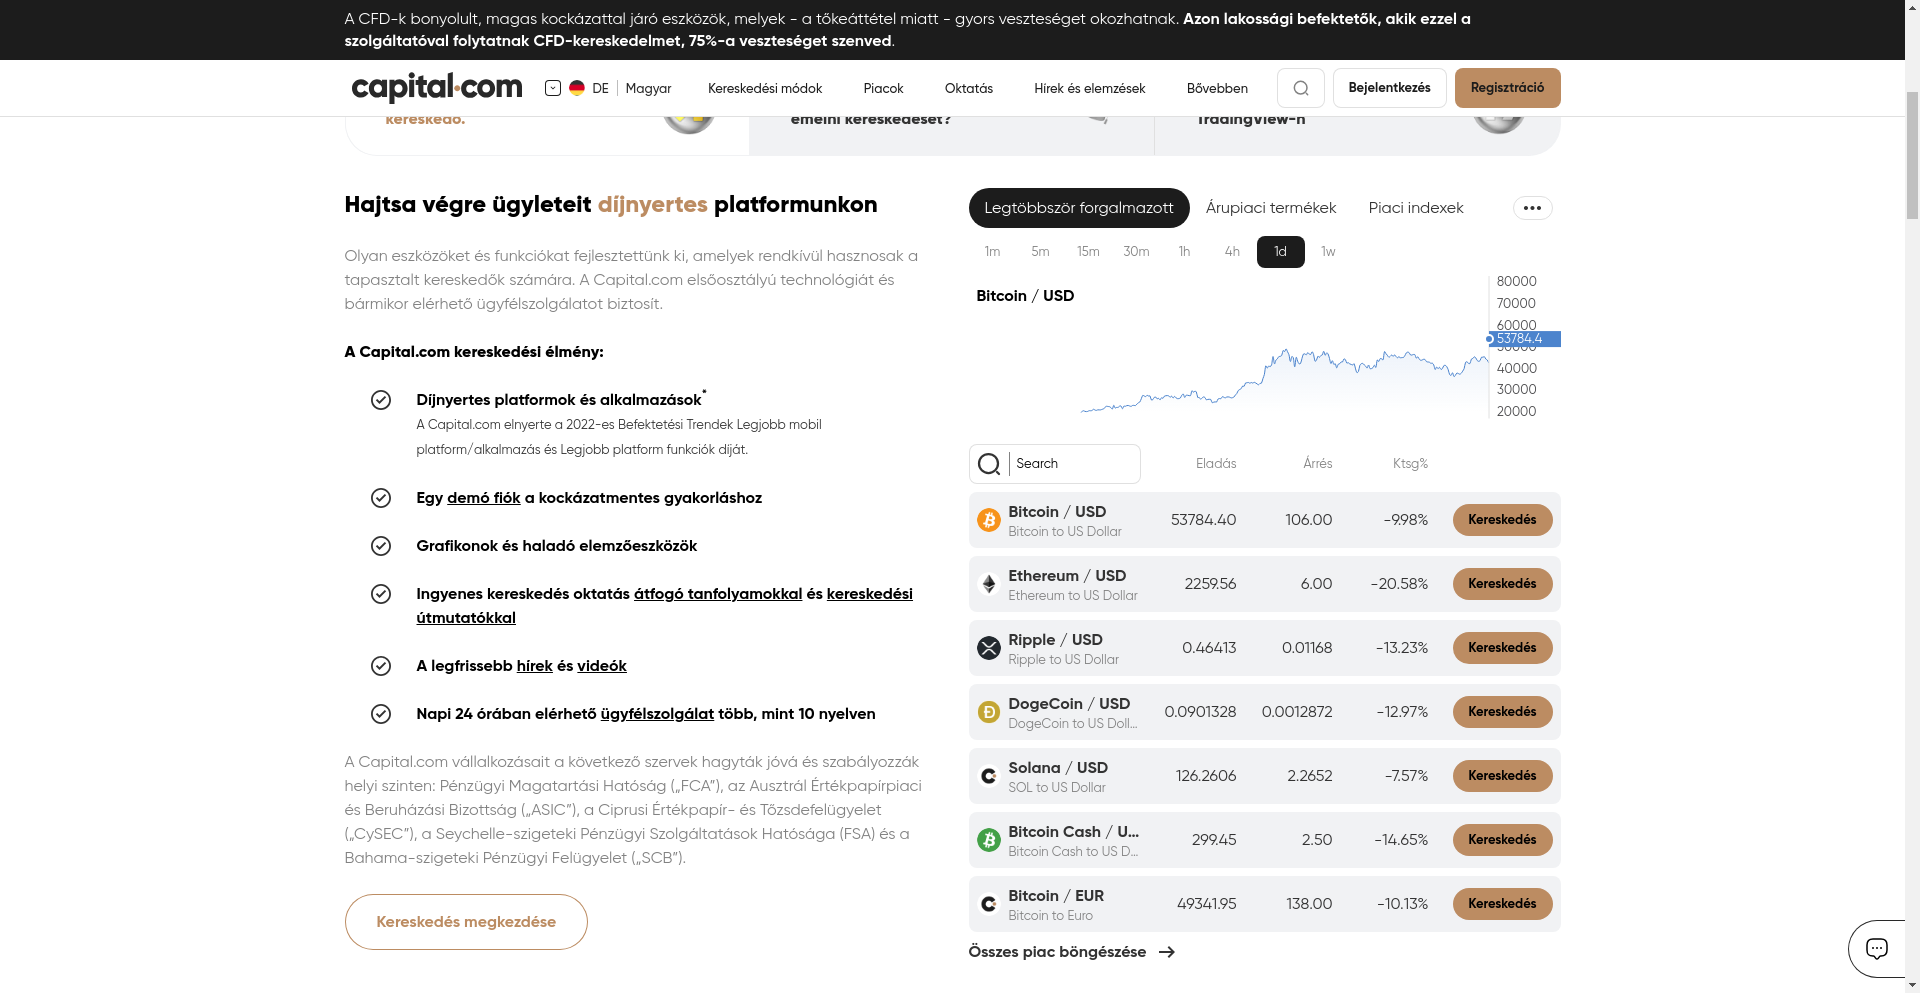 A CFD-k bonyolult, magas kockázattal járó eszközök, melyek - a tőkeáttétel miatt - gyors veszteséget okozhatnak. Azon lakossági befektetők, akik ezzel a
szolgáltatóval folytatnak CFD-kereskedelmet, 75%-a veszteséget szenved.
capital.com
DE
Magyar
Kereskedési módok
Piacok
Oktatás
Hírek és elemzések
Bővebben
Bejelentkezés
Regisztráció
kereskedő.
emelni kereskedését?
TradingView-n
Hajtsa végre ügyleteit díjnyertes platformunkon
Olyan eszközöket és funkciókat fejlesztettünk ki, amelyek rendkívül hasznosak a
tapasztalt kereskedők számára. A Capital.com elsőosztályú technológiát és
bármikor elérhető ügyfélszolgálatot biztosít.
A Capital.com kereskedési élmény:
Díjnyertes platformok és alkalmazások*
A Capital.com elnyerte a 2022-es Befektetési Trendek Legjobb mobil
platform/alkalmazás és Legjobb platform funkciók díját.
Egy demó fiók a kockázatmentes gyakorláshoz
Grafikonok és haladó elemzőeszközök
Ingyenes kereskedés oktatás átfogó tanfolyamokkal és kereskedési
útmutatókkal
A legfrissebb hírek és videók
Napi 24 órában elérhető ügyfélszolgálat több, mint 10 nyelven
A Capital.com vállalkozásait a következő szervek hagyták jóvá és szabályozzák
helyi szinten: Pénzügyi Magatartási Hatóság („FCA”), az Ausztrál Értékpapírpiaci
és Beruházási Bizottság („ASIC”), a Ciprusi Értékpapír- és Tőzsdefelügyelet
(„CySEC”), a Seychelle-szigeteki Pénzügyi Szolgáltatások Hatósága (FSA) és a
Bahama-szigeteki Pénzügyi Felügyelet („SCB”).
Kereskedés megkezdése
Legtöbbször forgalmazott
Árupiaci termékek
Piaci indexek
1m 5m 15m 30m 1h 4h 1d 1w
Bitcoin / USD
80000
70000
60000
53784.4
50000
40000
30000
20000
Search
Eladás Árrés Ktsg%
Bitcoin / USD
Bitcoin to US Dollar
53784.40 106.00 -9.98% Kereskedés
Ethereum / USD
Ethereum to US Dollar
2259.56 6.00 -20.58% Kereskedés
Ripple / USD
Ripple to US Dollar
0.46413 0.01168 -13.23% Kereskedés
DogeCoin / USD
DogeCoin to US Doll...
0.0901328 0.0012872 -12.97% Kereskedés
Solana / USD
SOL to US Dollar
126.2606 2.2652 -7.57% Kereskedés
Bitcoin Cash / U...
Bitcoin Cash to US D...
299.45 2.50 -14.65% Kereskedés
Bitcoin / EUR
Bitcoin to Euro
49341.95 138.00 -10.13% Kereskedés
Összes piac böngészése